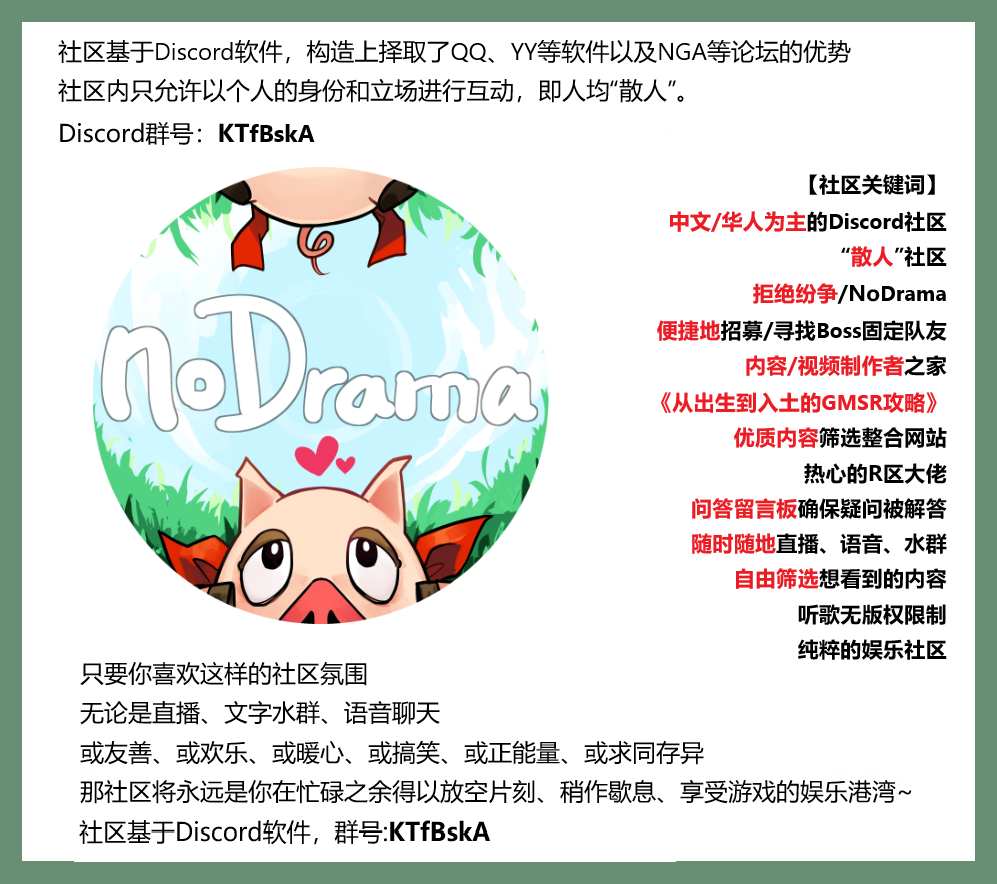 社区基于Discord软件，构造上择取了QQ、YY等软件以及NGA等论坛的优势
社区内只允许以个人的身份和立场进行互动，即人均“散人”。
Discord群号：KTfBskA
NoDrama
【社区关键词】
中文/华人为主的Discord社区
“散人”社区
拒绝纷争/NoDrama
便捷地招募/寻找Boss固定队友
内容/视频制作者之家
《从出生到入土的GMSR攻略》
优质内容筛选整合网站
热心的R区大佬
问答留言板确保疑问被解答
随时随地直播、语音、水群
自由筛选想看到的内容
听歌无版权限制
纯粹的娱乐社区
只要你喜欢这样的社区氛围
无论是直播、文字水群、语音聊天
或友善、或欢乐、或暖心、或搞笑、或正能量、或求同存异
那社区将永远是你在忙碌之余得以放空片刻、稍作歇息、享受游戏的娱乐港湾~
社区基于Discord软件，群号:KTfBskA